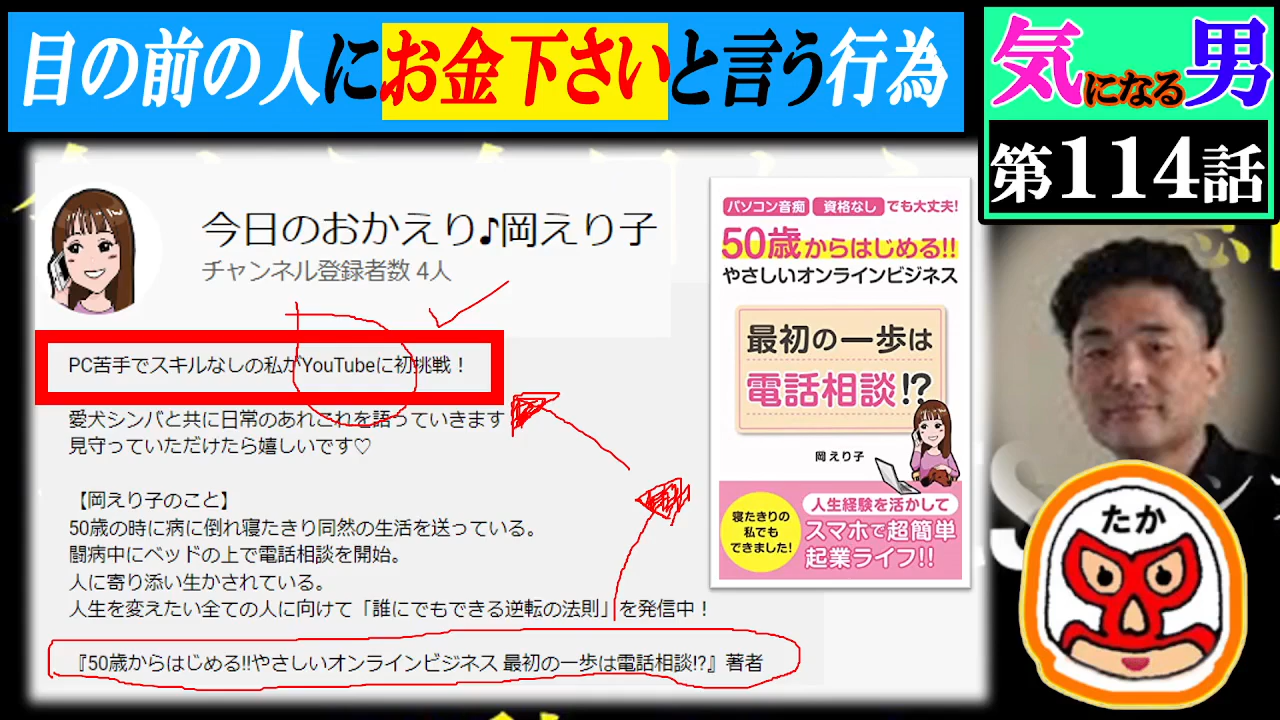 目の前の人にお金下さいと言う行為
気になる男
第114話
今日のおかえり♪岡えり子
チャンネル登録者数 4人
PC苦手でスキルなしの私がYouTubeに初挑戦！
愛犬シンバと共に日常のあれこれを語っていきます
見守っていただけたら嬉しいです♡
【岡えり子のこと】
50歳の時に病に倒れ寝たきり同然の生活を送っている。
闘病中にベッドの上で電話相談を開始。
人に寄り添い生かされている。
人生を変えたい全ての人に向けて「誰にでもできる逆転の法則」を発信中！
『50歳からはじめる!!やさしいオンラインビジネス 最初の一歩は電話相談!?』著者
パソコン音痴 資格なし でも大丈夫!
50歳からはじめる!!
やさしいオンラインビジネス
最初の一歩は
電話相談!?
岡えり子
寝たきりの
私でも
できました!
人生経験を活かして
スマホで超簡単
起業ライフ!!
たか